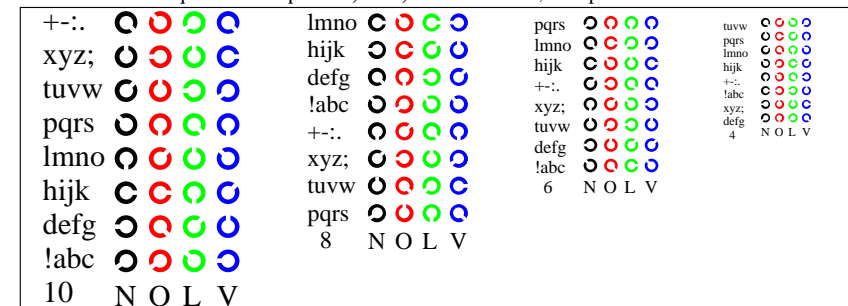 +-:.
xyz;
tuvw
pqrs
lmno
hijk
defg
!abc
10 N O L V
lmno
hijk
defg
!abc
+-:.
xyz;
tuvw
pqrs
8 N O L V
pqrs
lmno
hijk
+-:.
xyz;
tuvw
defg
!abc
6 N O L V
tuvw
pqrs
lmno
hijk
+-:.
!abc
xyz;
defg
4 N O L V